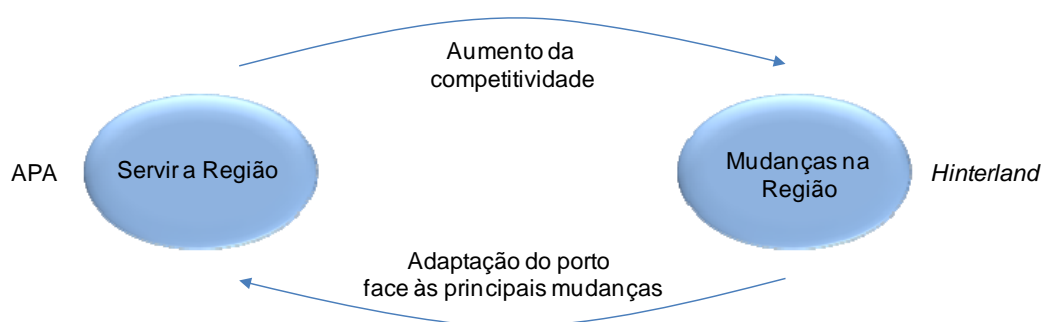 Aumento da
competitividade
APA
Servir a Região
Mudanças na
Região
Hinterland
Adaptação do porto
face às principais mudanças